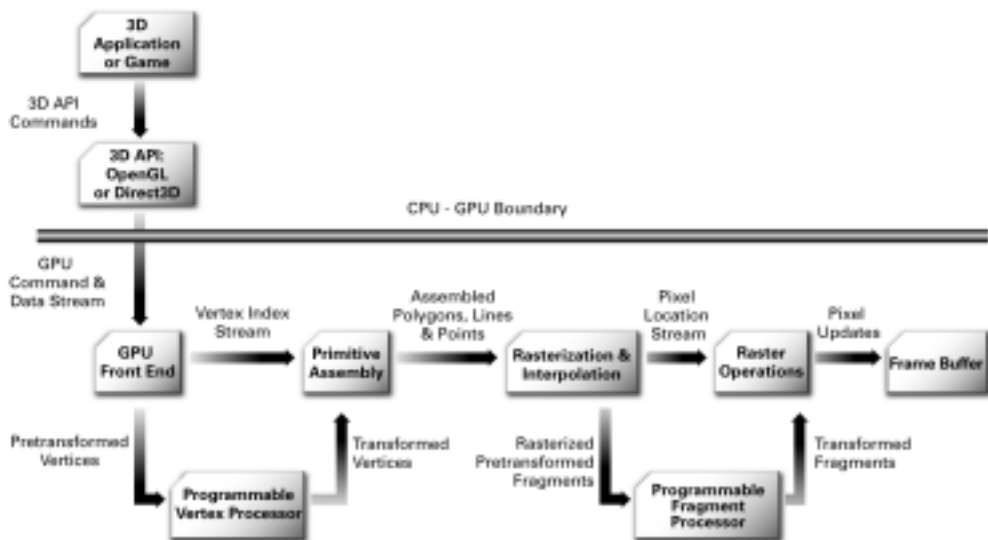 3D
Application
or Game
3D API
Commands
3D API:
OpenGL
or Direct3D
CPU - GPU Boundary
GPU
Command &
Data Stream
Vertex Index
Stream
Assembled
Polygons, Lines
& Points
Pixel
Location
Stream
Pixel
Updates
GPU
Front End
Primitive
Assembly
Rasterization &
Interpolation
Raster
Operations
Frame Buffer
Pretransformed
Vertices
Transformed
Vertices
Rasterized
Pretransformed
Fragments
Transformed
Fragments
Programmable
Vertex Processor
Programmable
Fragment
Processor